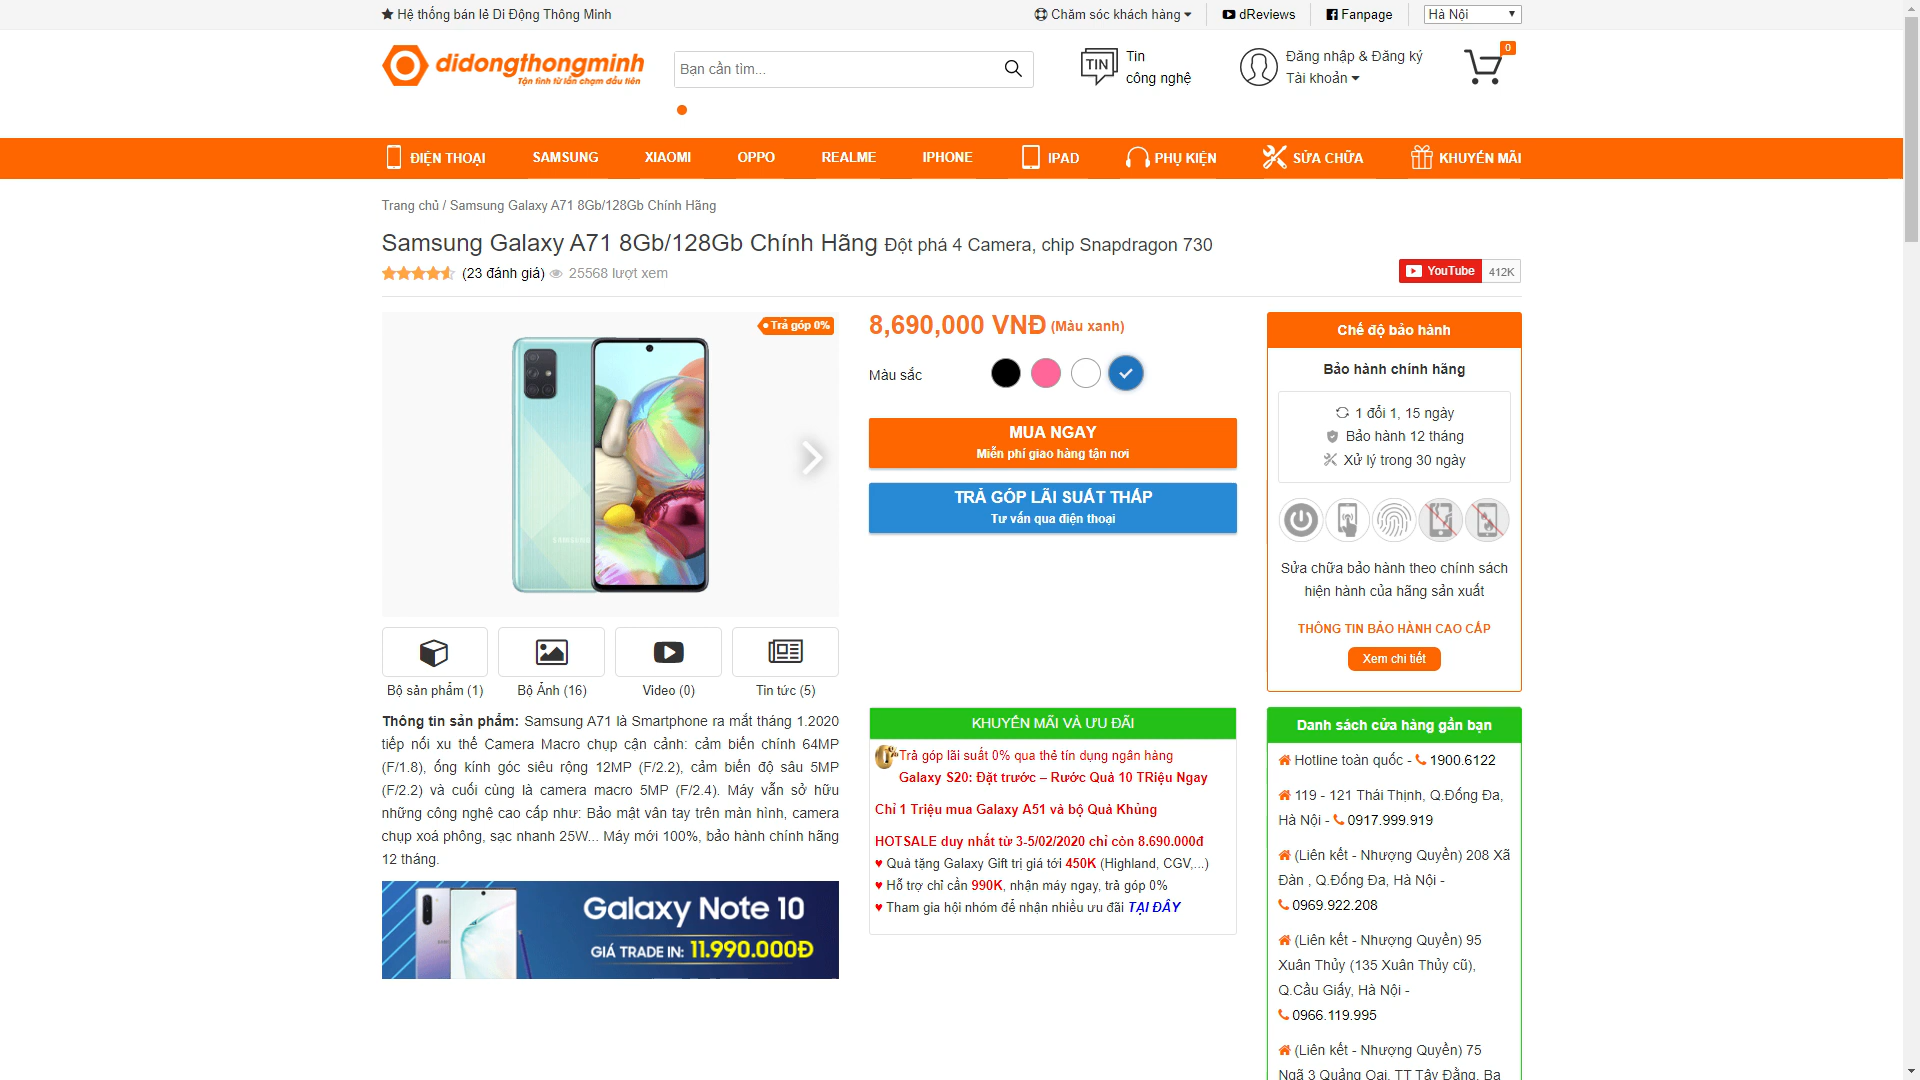 Hệ thống bán lẻ Di Động Thông Minh
Chăm sóc khách hàng
dReviews
Fanpage
Hà Nội
didongthongminh
Tận tình từ lần chạm đầu tiên
Bạn cần tìm...
TIN
Tin
công nghệ
Đăng nhập & Đăng ký
Tài khoản
0
ĐIỆN THOẠI
SAMSUNG
XIAOMI
OPPO
REALME
IPHONE
IPAD
PHỤ KIỆN
SỬA CHỮA
KHUYẾN MÃI
Trang chủ / Samsung Galaxy A71 8Gb/128Gb Chính Hãng
Samsung Galaxy A71 8Gb/128Gb Chính Hãng Đột phá 4 Camera, chip Snapdragon 730
(23 đánh giá) 25568 lượt xem
YouTube 412K
Trả góp 0%
SAMSUNG
Bộ sản phẩm (1)
Bộ Ảnh (16)
Video (0)
Tin tức (5)
Thông tin sản phẩm: Samsung A71 là Smartphone ra mắt tháng 1.2020
tiếp nối xu thế Camera Macro chụp cận cảnh: cảm biến chính 64MP
(F/1.8), ống kính góc siêu rộng 12MP (F/2.2), cảm biến độ sâu 5MP
(F/2.2) và cuối cùng là camera macro 5MP (F/2.4). Máy vẫn sở hữu
những công nghệ cao cấp như: Bảo mật vân tay trên màn hình, camera
chụp xoá phông, sạc nhanh 25W... Máy mới 100%, bảo hành chính hãng
12 tháng.
Galaxy Note 10
GIÁ TRADE IN: 11.990.000Đ
8,690,000 VNĐ (Màu xanh)
Màu sắc
MUA NGAY
Miễn phí giao hàng tận nơi
TRẢ GÓP LÃI SUẤT THẤP
Tư vấn qua điện thoại
KHUYẾN MÃI VÀ ƯU ĐÃI
Trả góp lãi suất 0% qua thẻ tín dụng ngân hàng
Galaxy S20: Đặt trước – Rước Quà 10 TRiệu Ngay
Chỉ 1 Triệu mua Galaxy A51 và bộ Quà Khủng
HOTSALE duy nhất từ 3-5/02/2020 chỉ còn 8.690.000đ
♥ Quà tặng Galaxy Gift trị giá tới 450K (Highland, CGV,...)
♥ Hỗ trợ chỉ cần 990K, nhận máy ngay, trả góp 0%
♥ Tham gia hội nhóm để nhận nhiều ưu đãi TẠI ĐÂY
Chế độ bảo hành
Bảo hành chính hãng
1 đổi 1, 15 ngày
Bảo hành 12 tháng
Xử lý trong 30 ngày
Sửa chữa bảo hành theo chính sách
hiện hành của hãng sản xuất
THÔNG TIN BẢO HÀNH CAO CẤP
Xem chi tiết
Danh sách cửa hàng gần bạn
Hotline toàn quốc - 1900.6122
119 - 121 Thái Thịnh, Q.Đống Đa,
Hà Nội - 0917.999.919
(Liên kết - Nhượng Quyền) 208 Xã
Đàn , Q.Đống Đa, Hà Nội -
0969.922.208
(Liên kết - Nhượng Quyền) 95
Xuân Thủy (135 Xuân Thủy cũ),
Q.Cầu Giấy, Hà Nội -
0966.119.995
(Liên kết - Nhượng Quyền) 75
Ngã 3 Quảng Oai, TT Tây Đằng, Ba